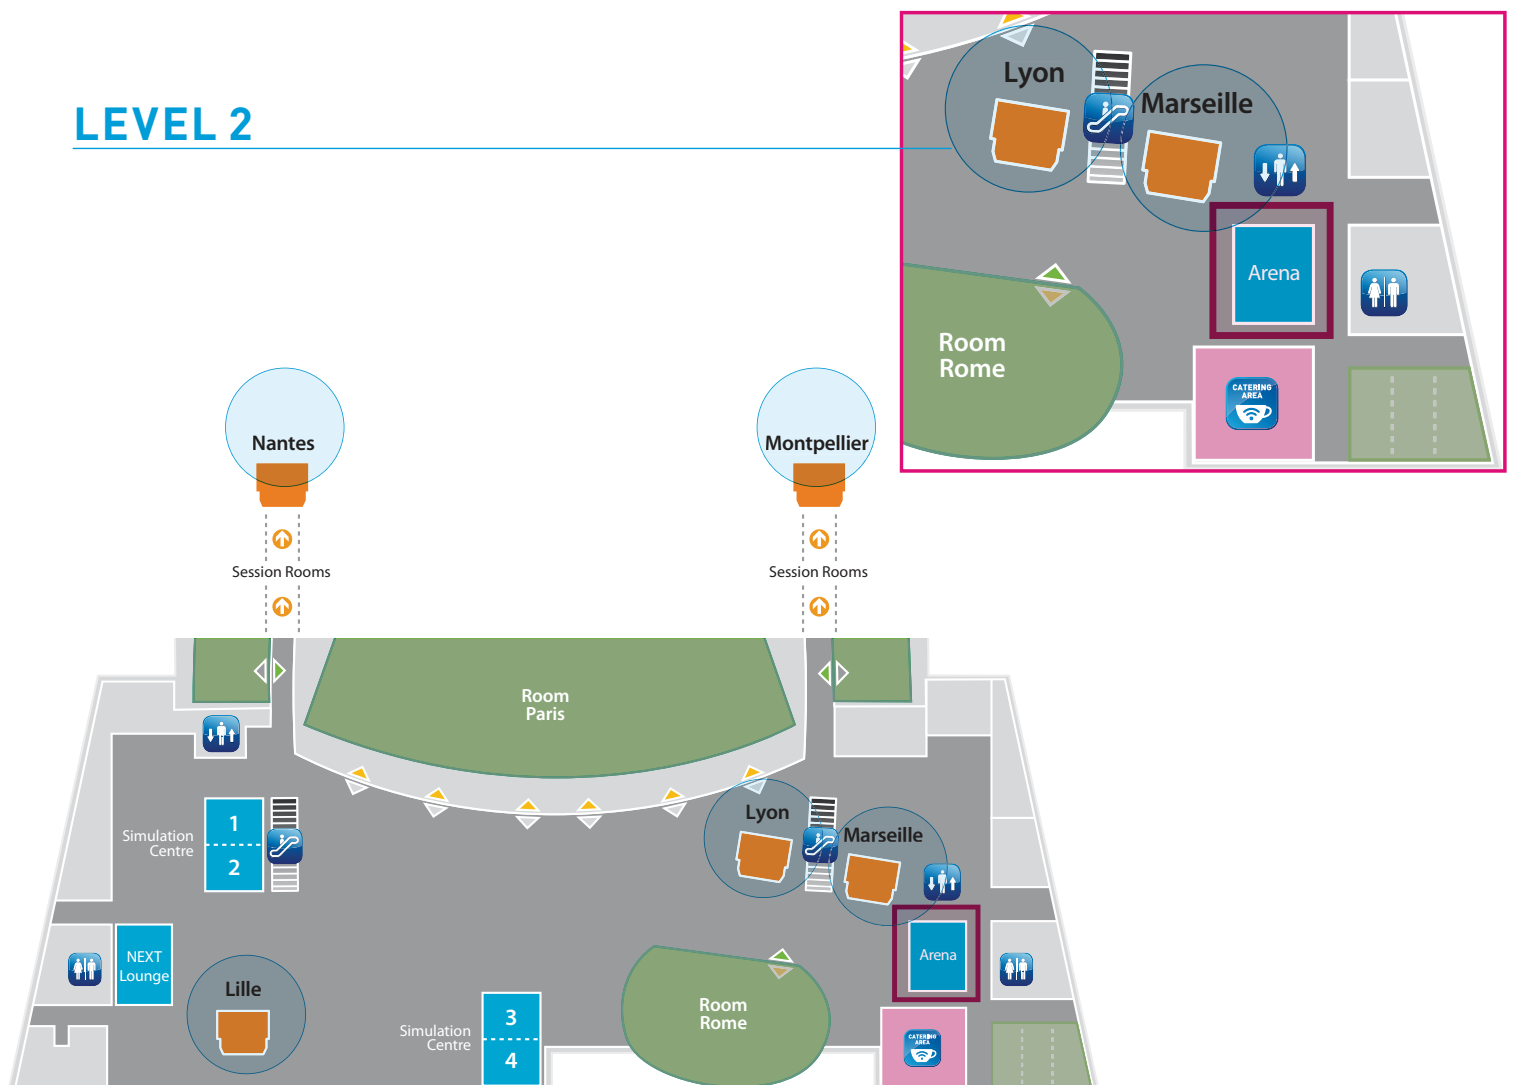 LEVEL 2
Lyon
Marseille
Arena
Room
Rome
CATERING
AREA
Nantes
Montpellier
Session Rooms
Session Rooms
Room
Paris
Simulation
Centre
1
2
Lyon
Marseille
NEXT
Lounge
Arena
Lille
Simulation
Centre
3
4
Room
Rome
CATERING
AREA